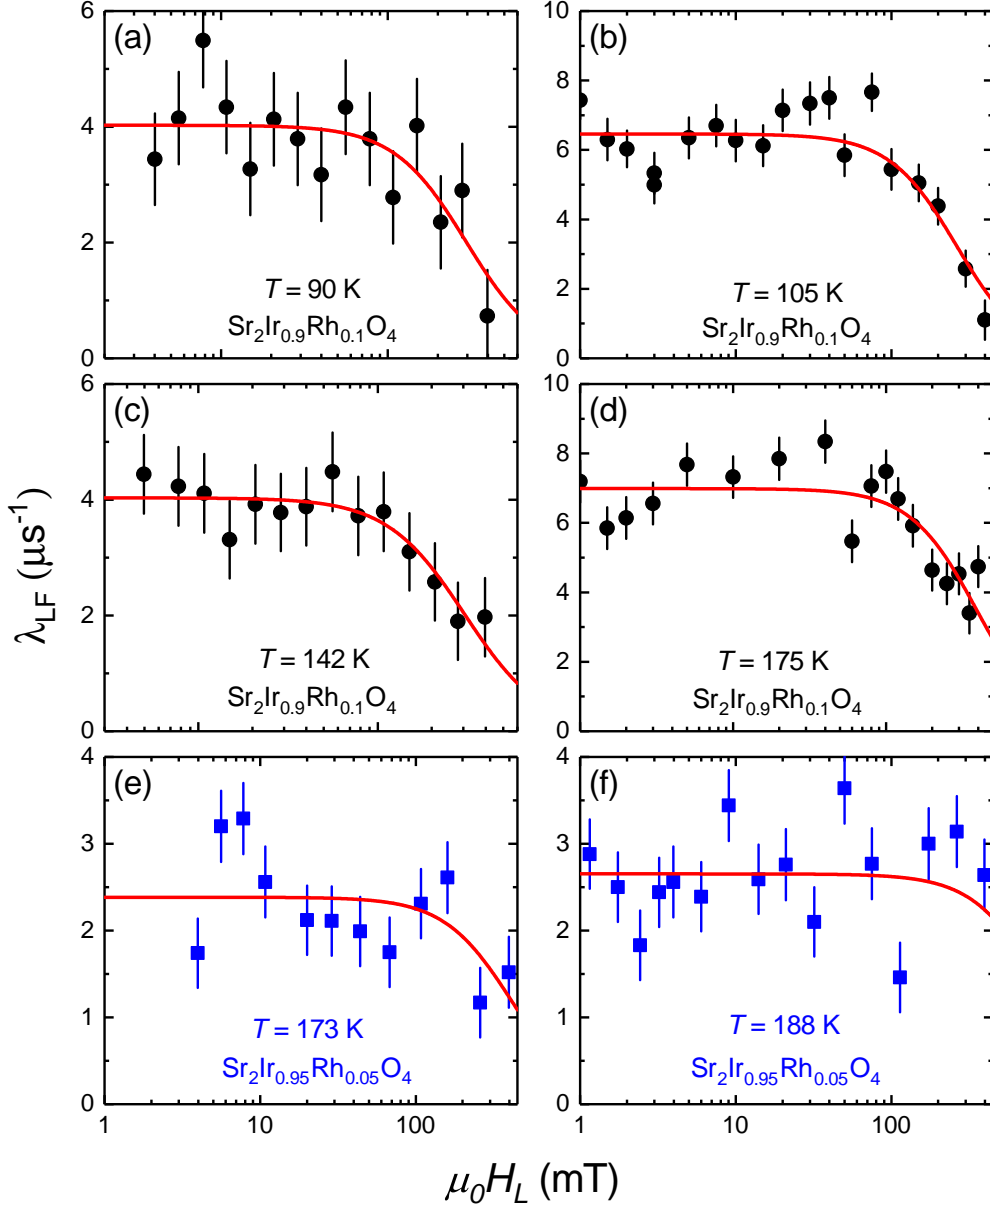 (a)
6
4
2
0
T = 90 K
Sr₂Ir₀.₉Rh₀.₁O₄
(b)
10
8
6
4
2
0
T = 105 K
Sr₂Ir₀.₉Rh₀.₁O₄
(c)
6
4
2
0
T = 142 K
Sr₂Ir₀.₉Rh₀.₁O₄
(d)
10
8
6
4
2
0
T = 175 K
Sr₂Ir₀.₉Rh₀.₁O₄
λLF (μs⁻¹)
(e)
4
3
2
1
0
T = 173 K
Sr₂Ir₀.₉₅Rh₀.₀₅O₄
1 10 100
(f)
4
3
2
1
0
T = 188 K
Sr₂Ir₀.₉₅Rh₀.₀₅O₄
1 10 100
μ₀H_L (mT)